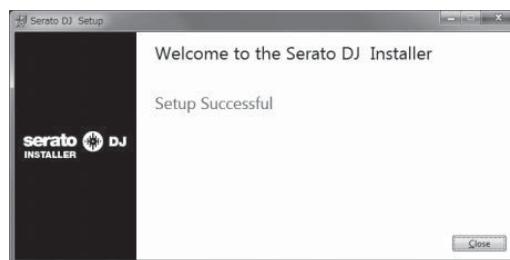 Serato DJ Setup
Welcome to the Serato DJ Installer
Setup Successful
serato DJ
INSTALLER
Close